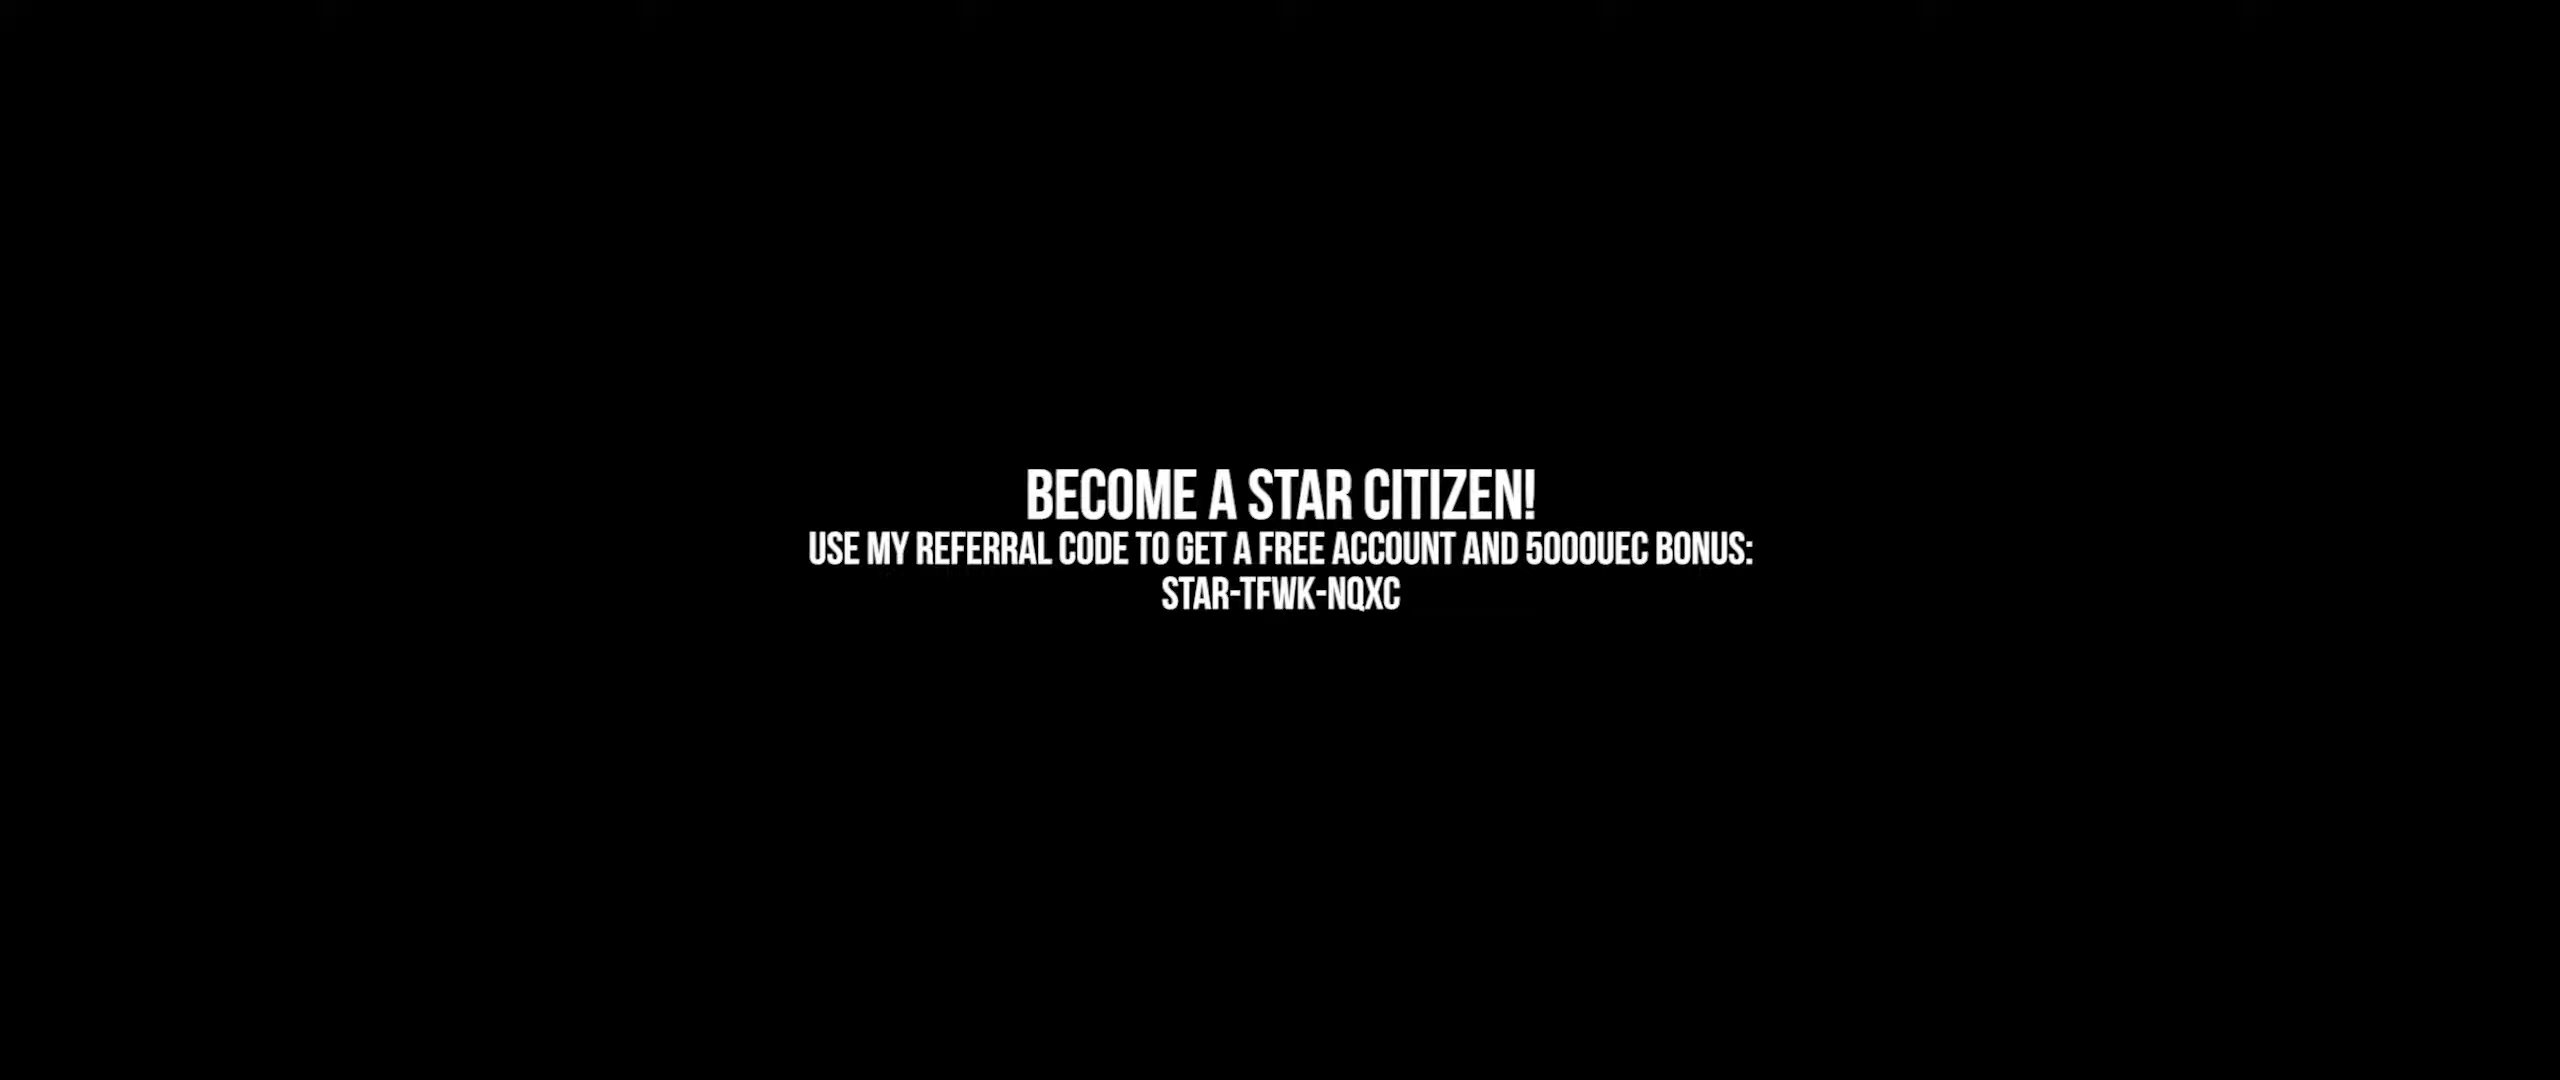 BECOME A STAR CITIZEN!
USE MY REFERRAL CODE TO GET A FREE ACCOUNT AND 5000UEC BONUS:
STAR-TFWK-NQXC